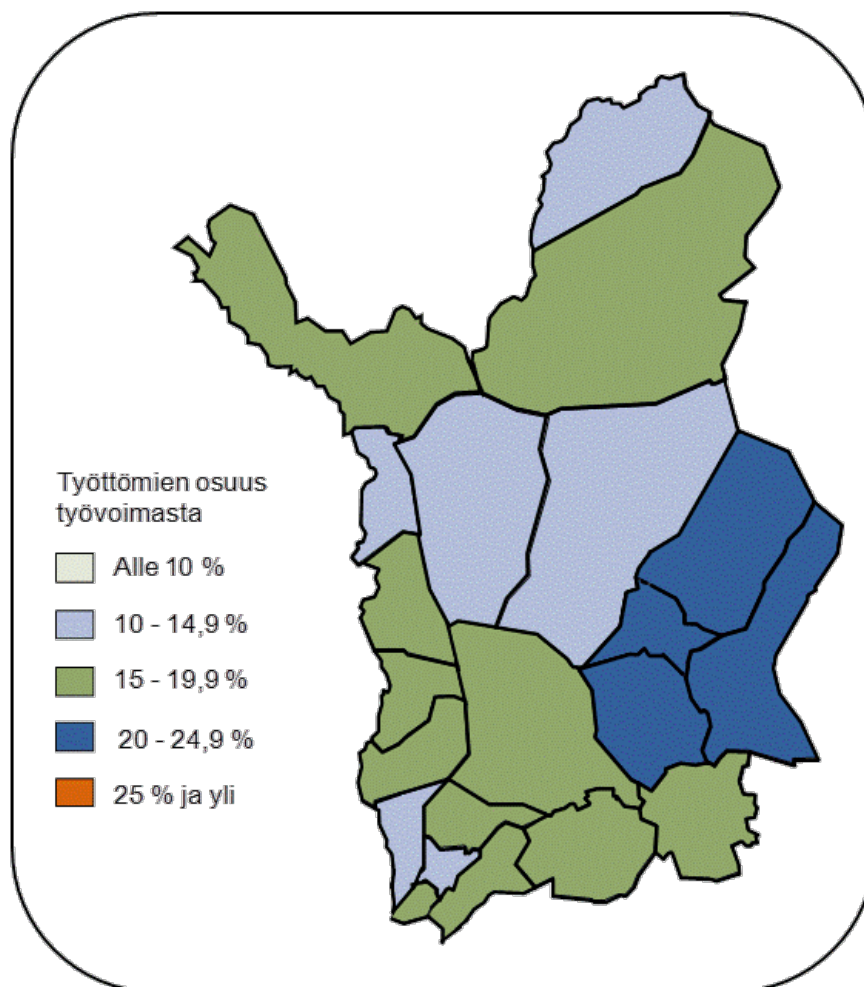 Työttömien osuus
työvoimasta
Alle 10 %
10 - 14,9 %
15 - 19,9 %
20 - 24,9 %
25 % ja yli